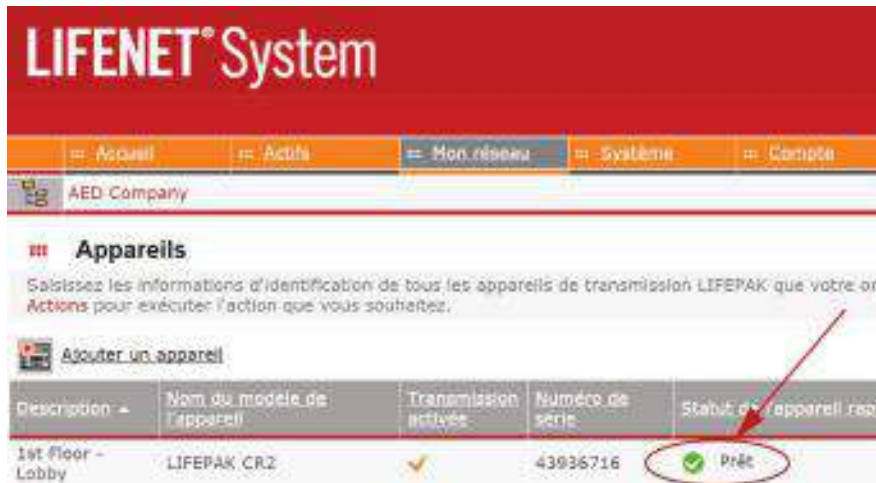 LIFENET® System
Accueil Actifs Mon réseau Système Compte
AED Company
Appareils
Saisissez les informations d'identification de tous les appareils de transmission LIFEPAK que votre
Actions pour exécuter l'action que vous souhaitez.
Ajouter un appareil
Description Nom du modèle de Transmission Numéro de Statut de l'appareil
l'appareil activée série
1st Floor - LIFEPAK CR2 43936716 Prêt
Lobby